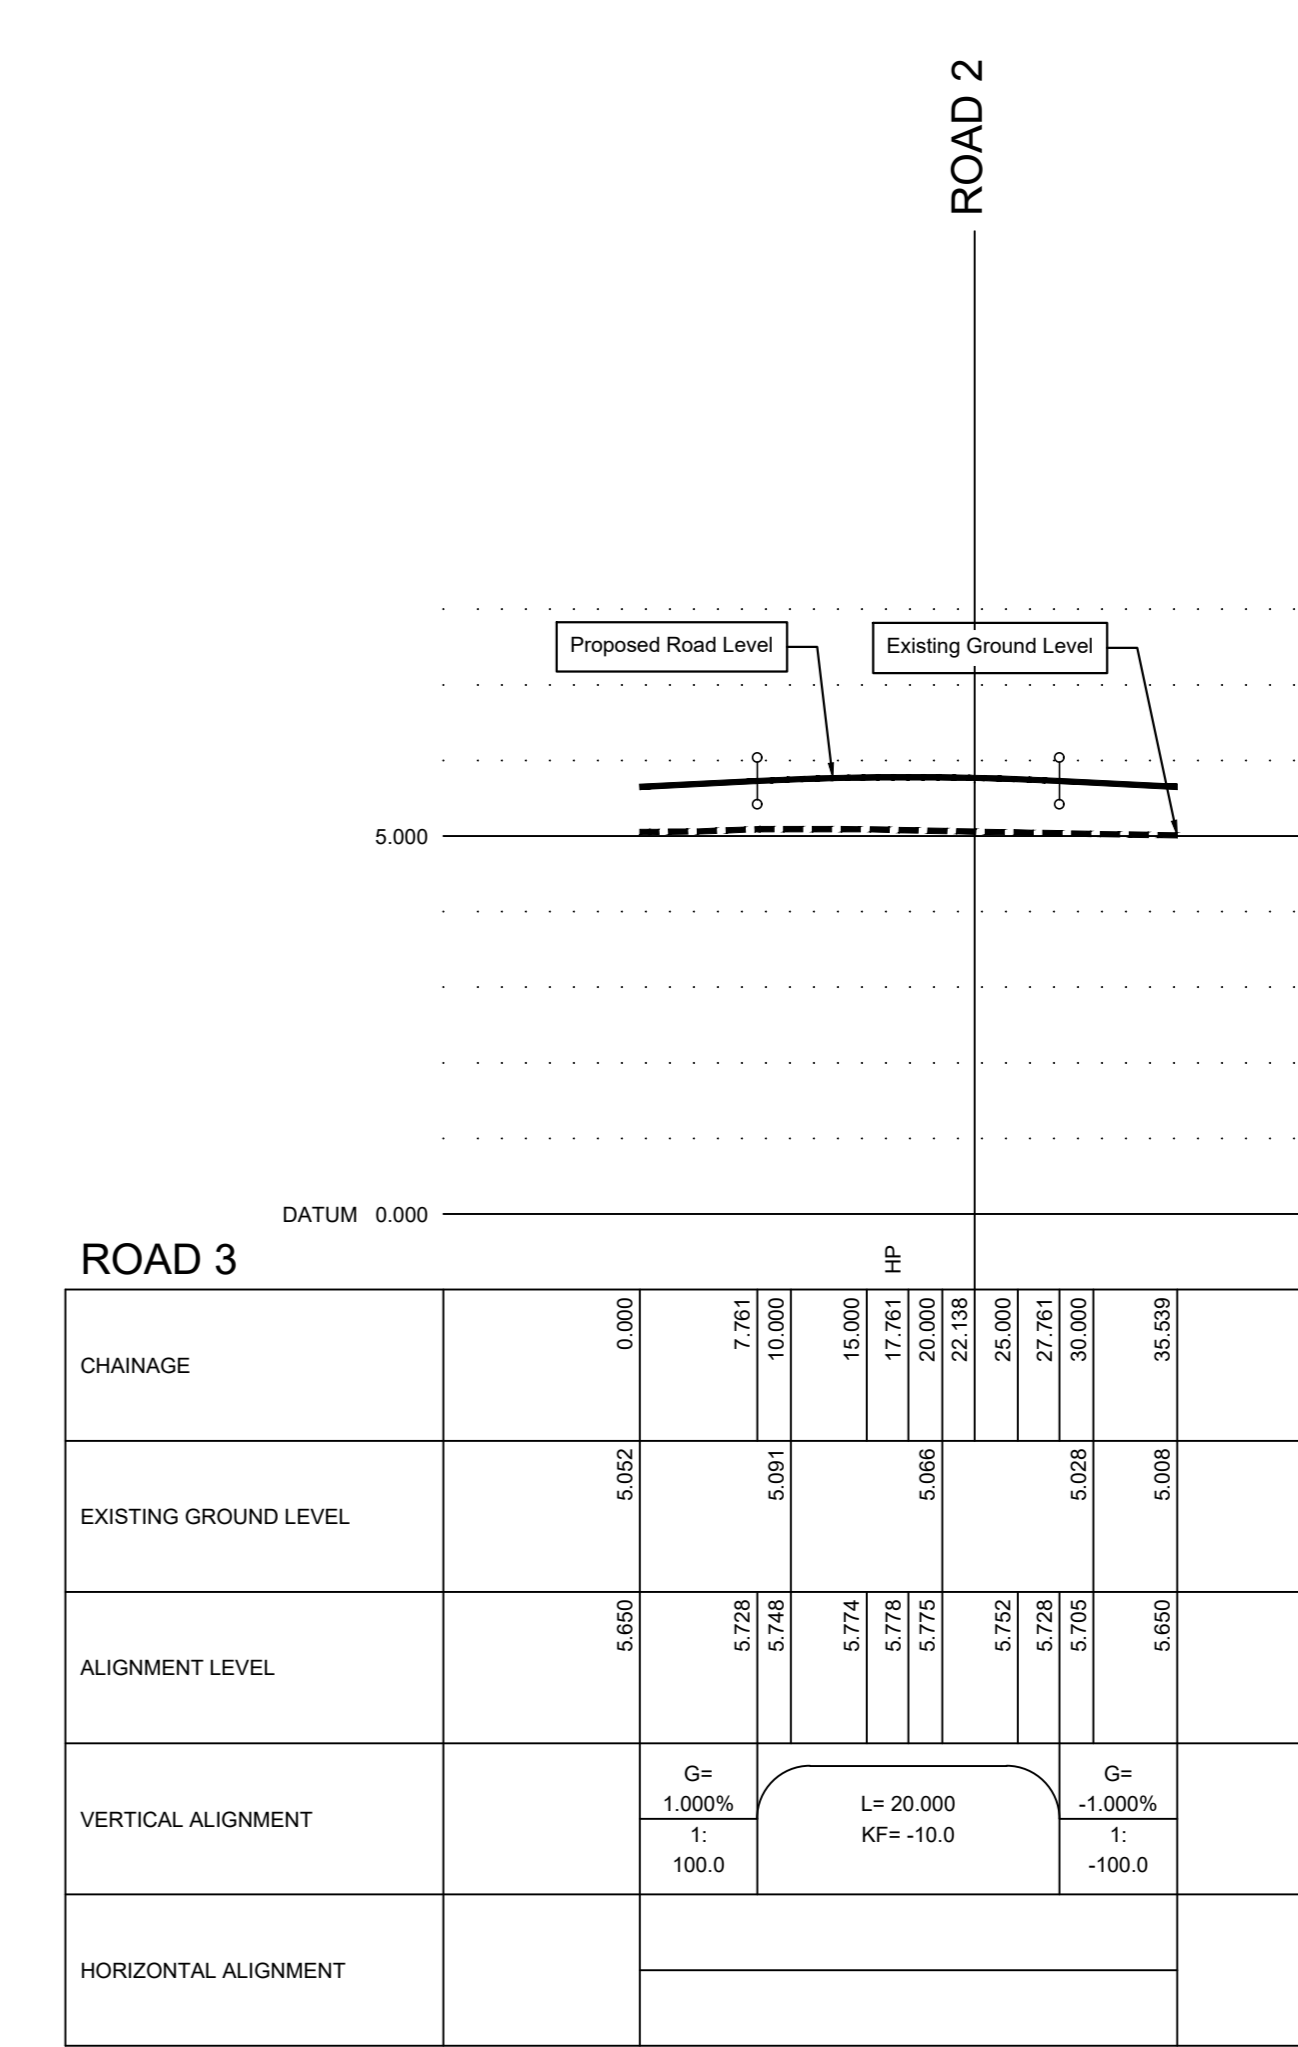 ROAD 2
Proposed Road Level
Existing Ground Level
5.000
DATUM 0.000
ROAD 3
HP
CHAINAGE
0.000
7.761
10.000
15.000
17.761
20.000
22.138
25.000
27.761
30.000
35.539
EXISTING GROUND LEVEL
5.052
5.091
5.066
5.028
5.008
ALIGNMENT LEVEL
5.650
5.728
5.748
5.774
5.778
5.775
5.752
5.728
5.705
5.650
VERTICAL ALIGNMENT
G=
1.000%
1:
100.0
L= 20.000
KF= -10.0
G=
-1.000%
1:
-100.0
HORIZONTAL ALIGNMENT